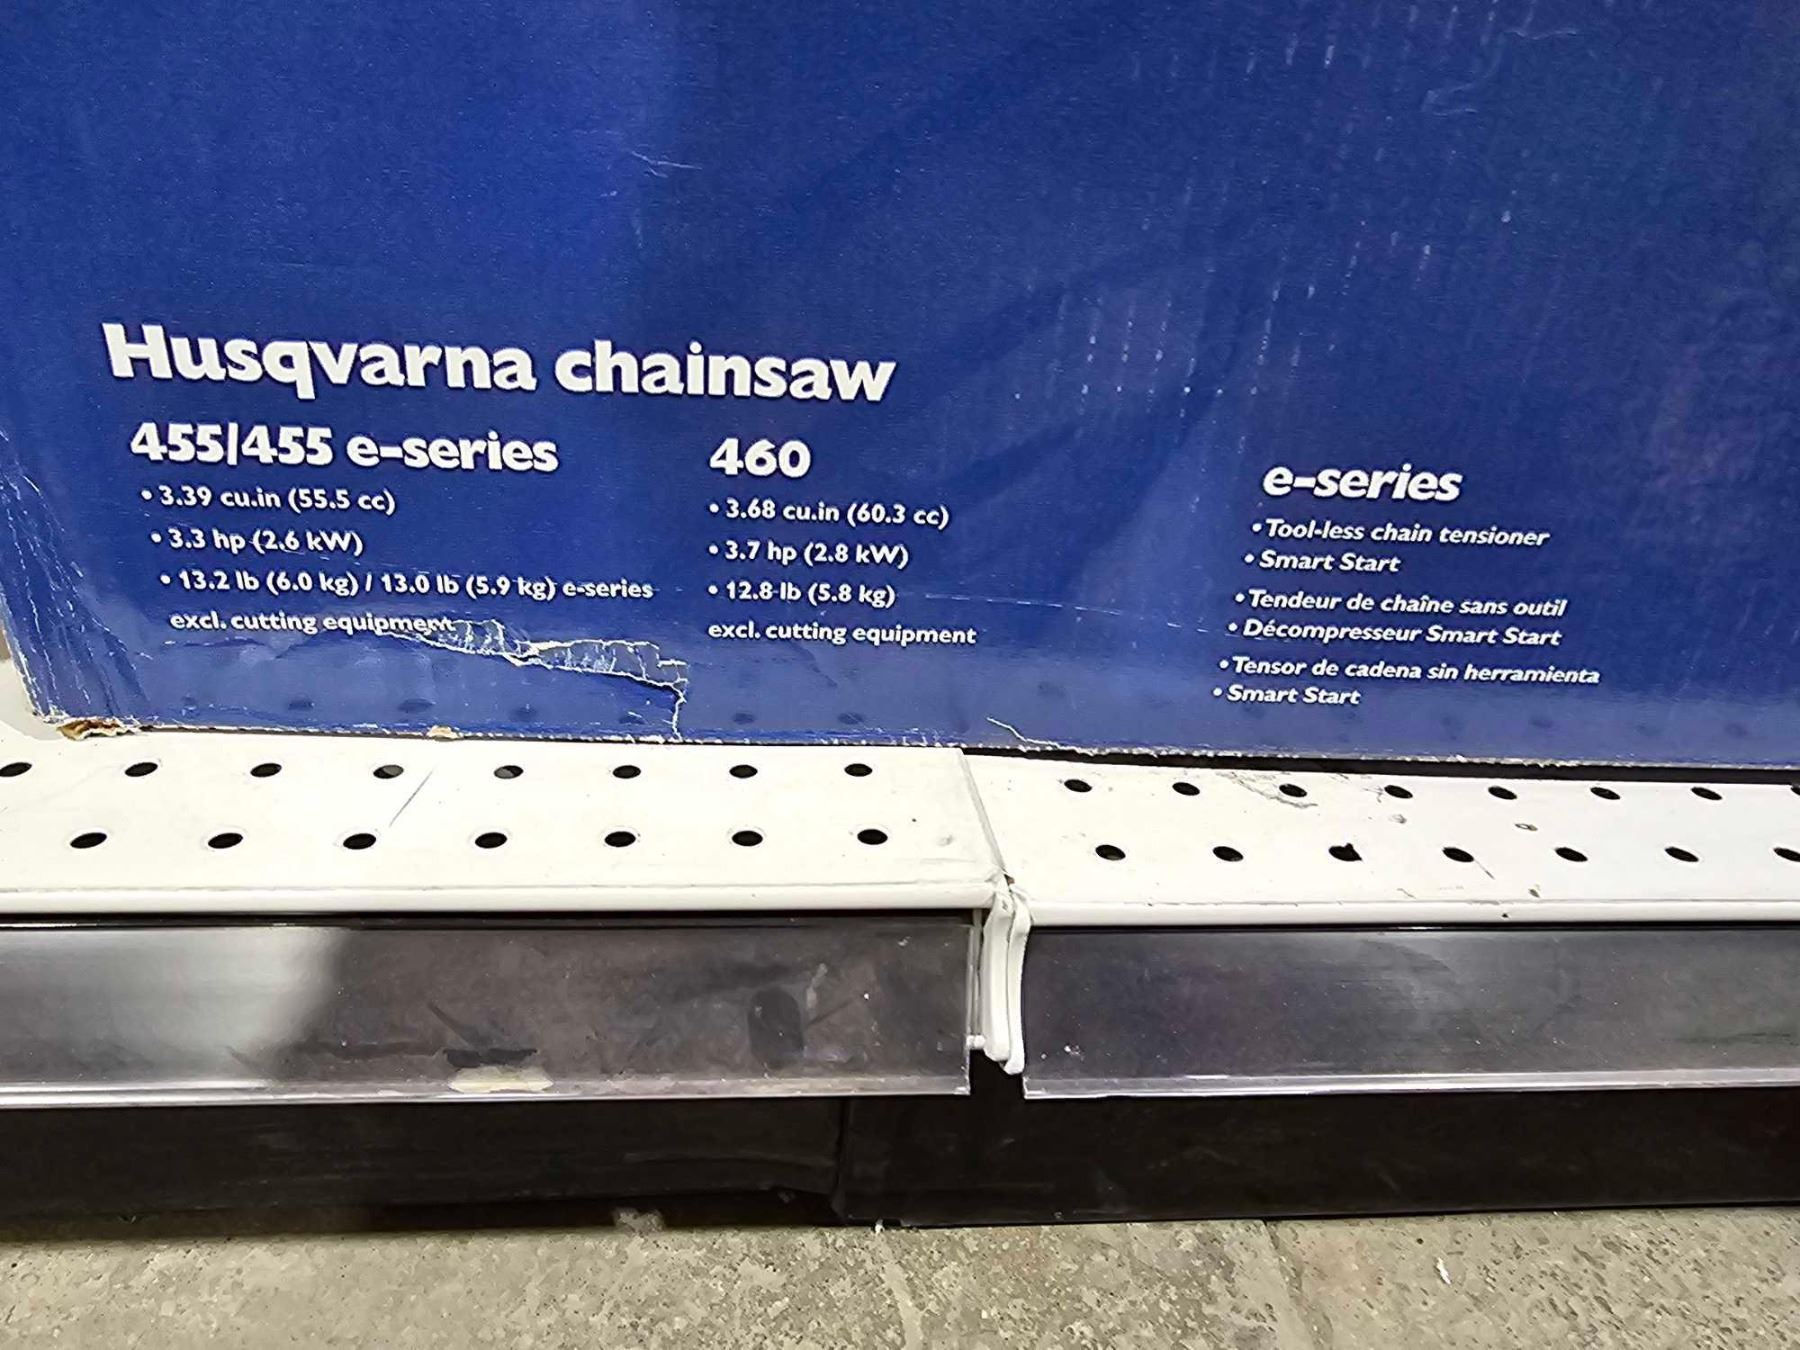 Husqvarna chainsaw
455|455 e-series
• 3.39 cu.in (55.5 cc)
• 3.3 hp (2.6 kW)
• 13.2 lb (6.0 kg) / 13.0 lb (5.9 kg) e-series
excl. cutting equipment
460
• 3.68 cu.in (60.3 cc)
• 3.7 hp (2.8 kW)
• 12.8 lb (5.8 kg)
excl. cutting equipment
e-series
• Tool-less chain tensioner
• Smart Start
• Tendeur de chaîne sans outil
• Décompresseur Smart Start
• Tensor de cadena sin herramienta
• Smart Start